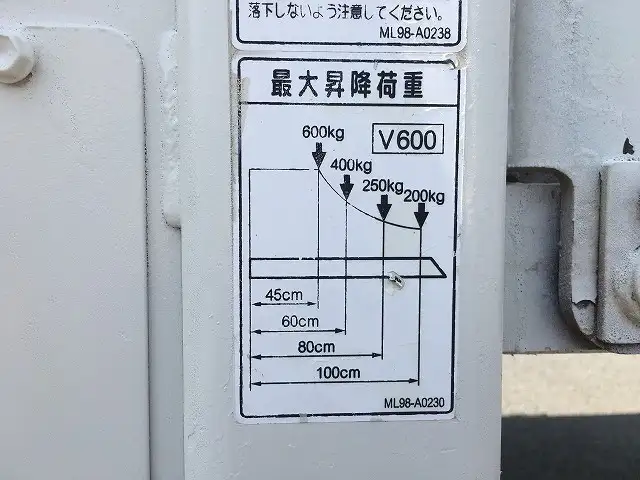 落下しないよう注意してください。
ML98-A0238
最大昇降荷重
V600
600kg
400kg
250kg
200kg
45cm
60cm
80cm
100cm
ML98-A0230